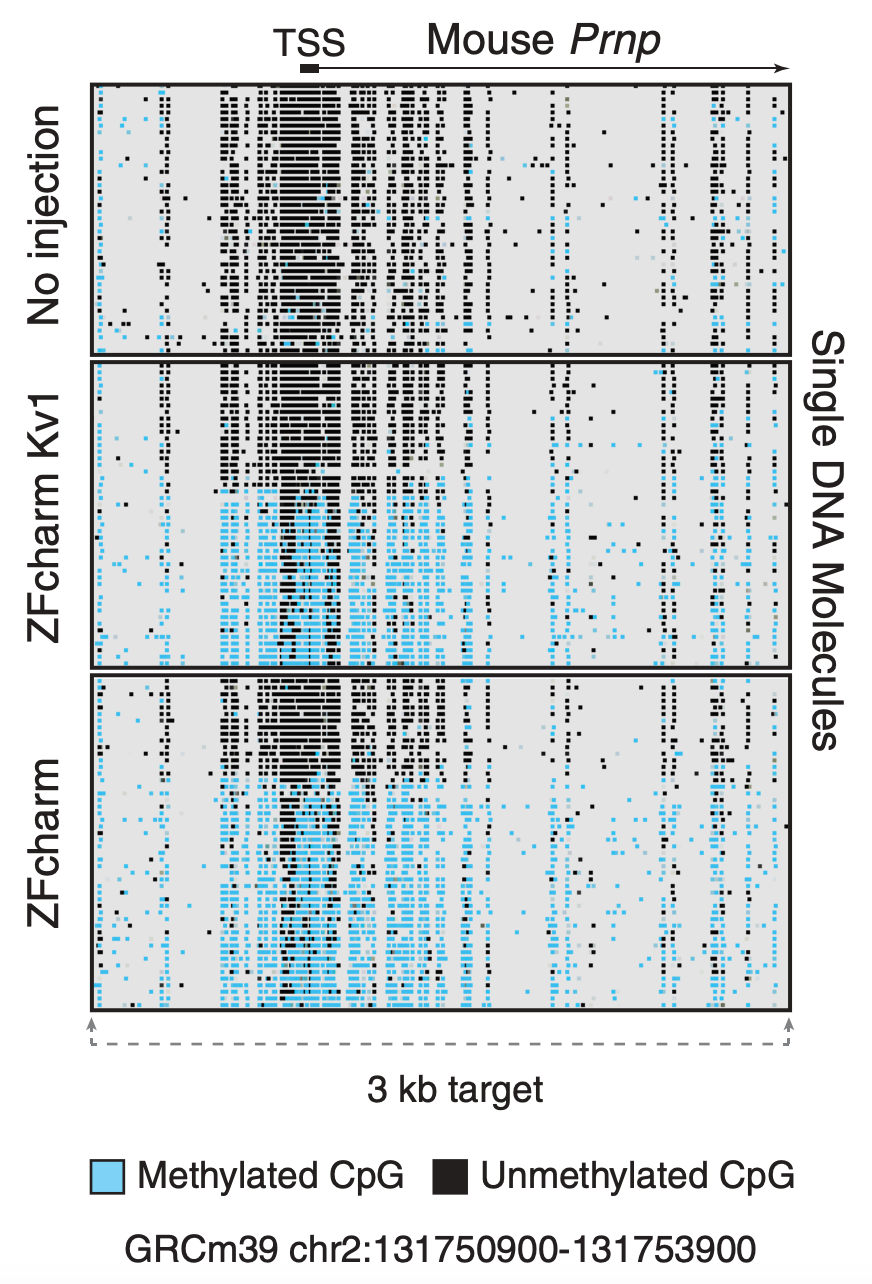 TSS
Mouse Prnp
No injection
ZFcharm Kv1
ZFcharm
Single DNA Molecules
3 kb target
Methylated CpG
Unmethylated CpG
GRCm39 chr2:131750900-131753900